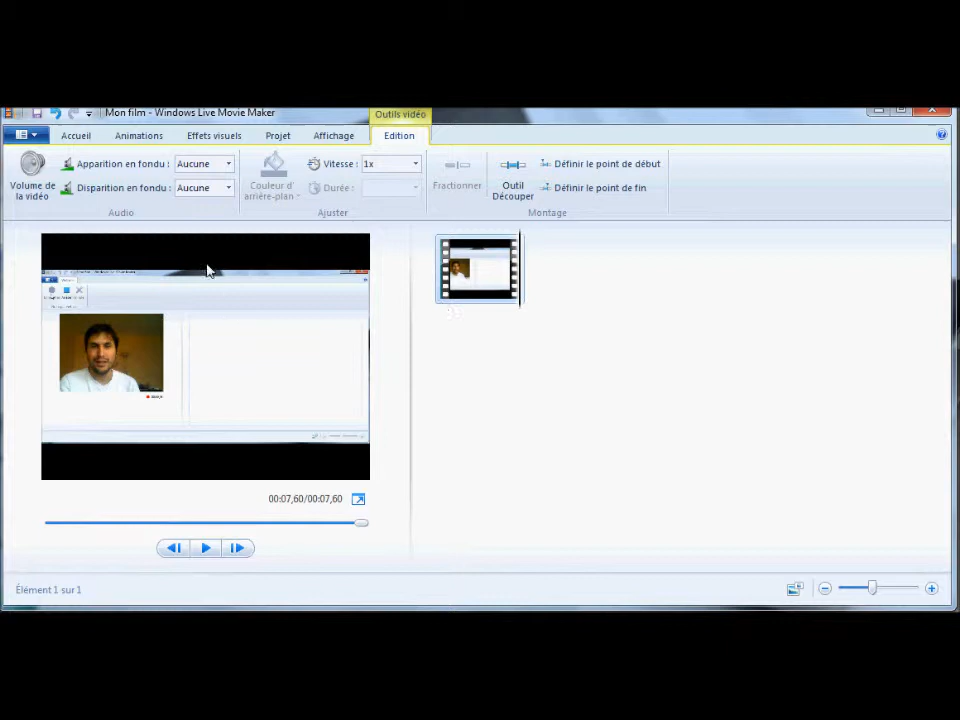 Mon film - Windows Live Movie Maker
Outils vidéo
Accueil
Animations
Effets visuels
Projet
Affichage
Edition
Volume de
la vidéo
Apparition en fondu :
Aucune
Disparition en fondu :
Aucune
Audio
Couleur d'
arrière-plan
Vitesse :
1x
Durée :
Ajuster
Fractionner
Outil
Découper
Définir le point de début
Définir le point de fin
Montage
00:07,60/00:07,60
Élément 1 sur 1